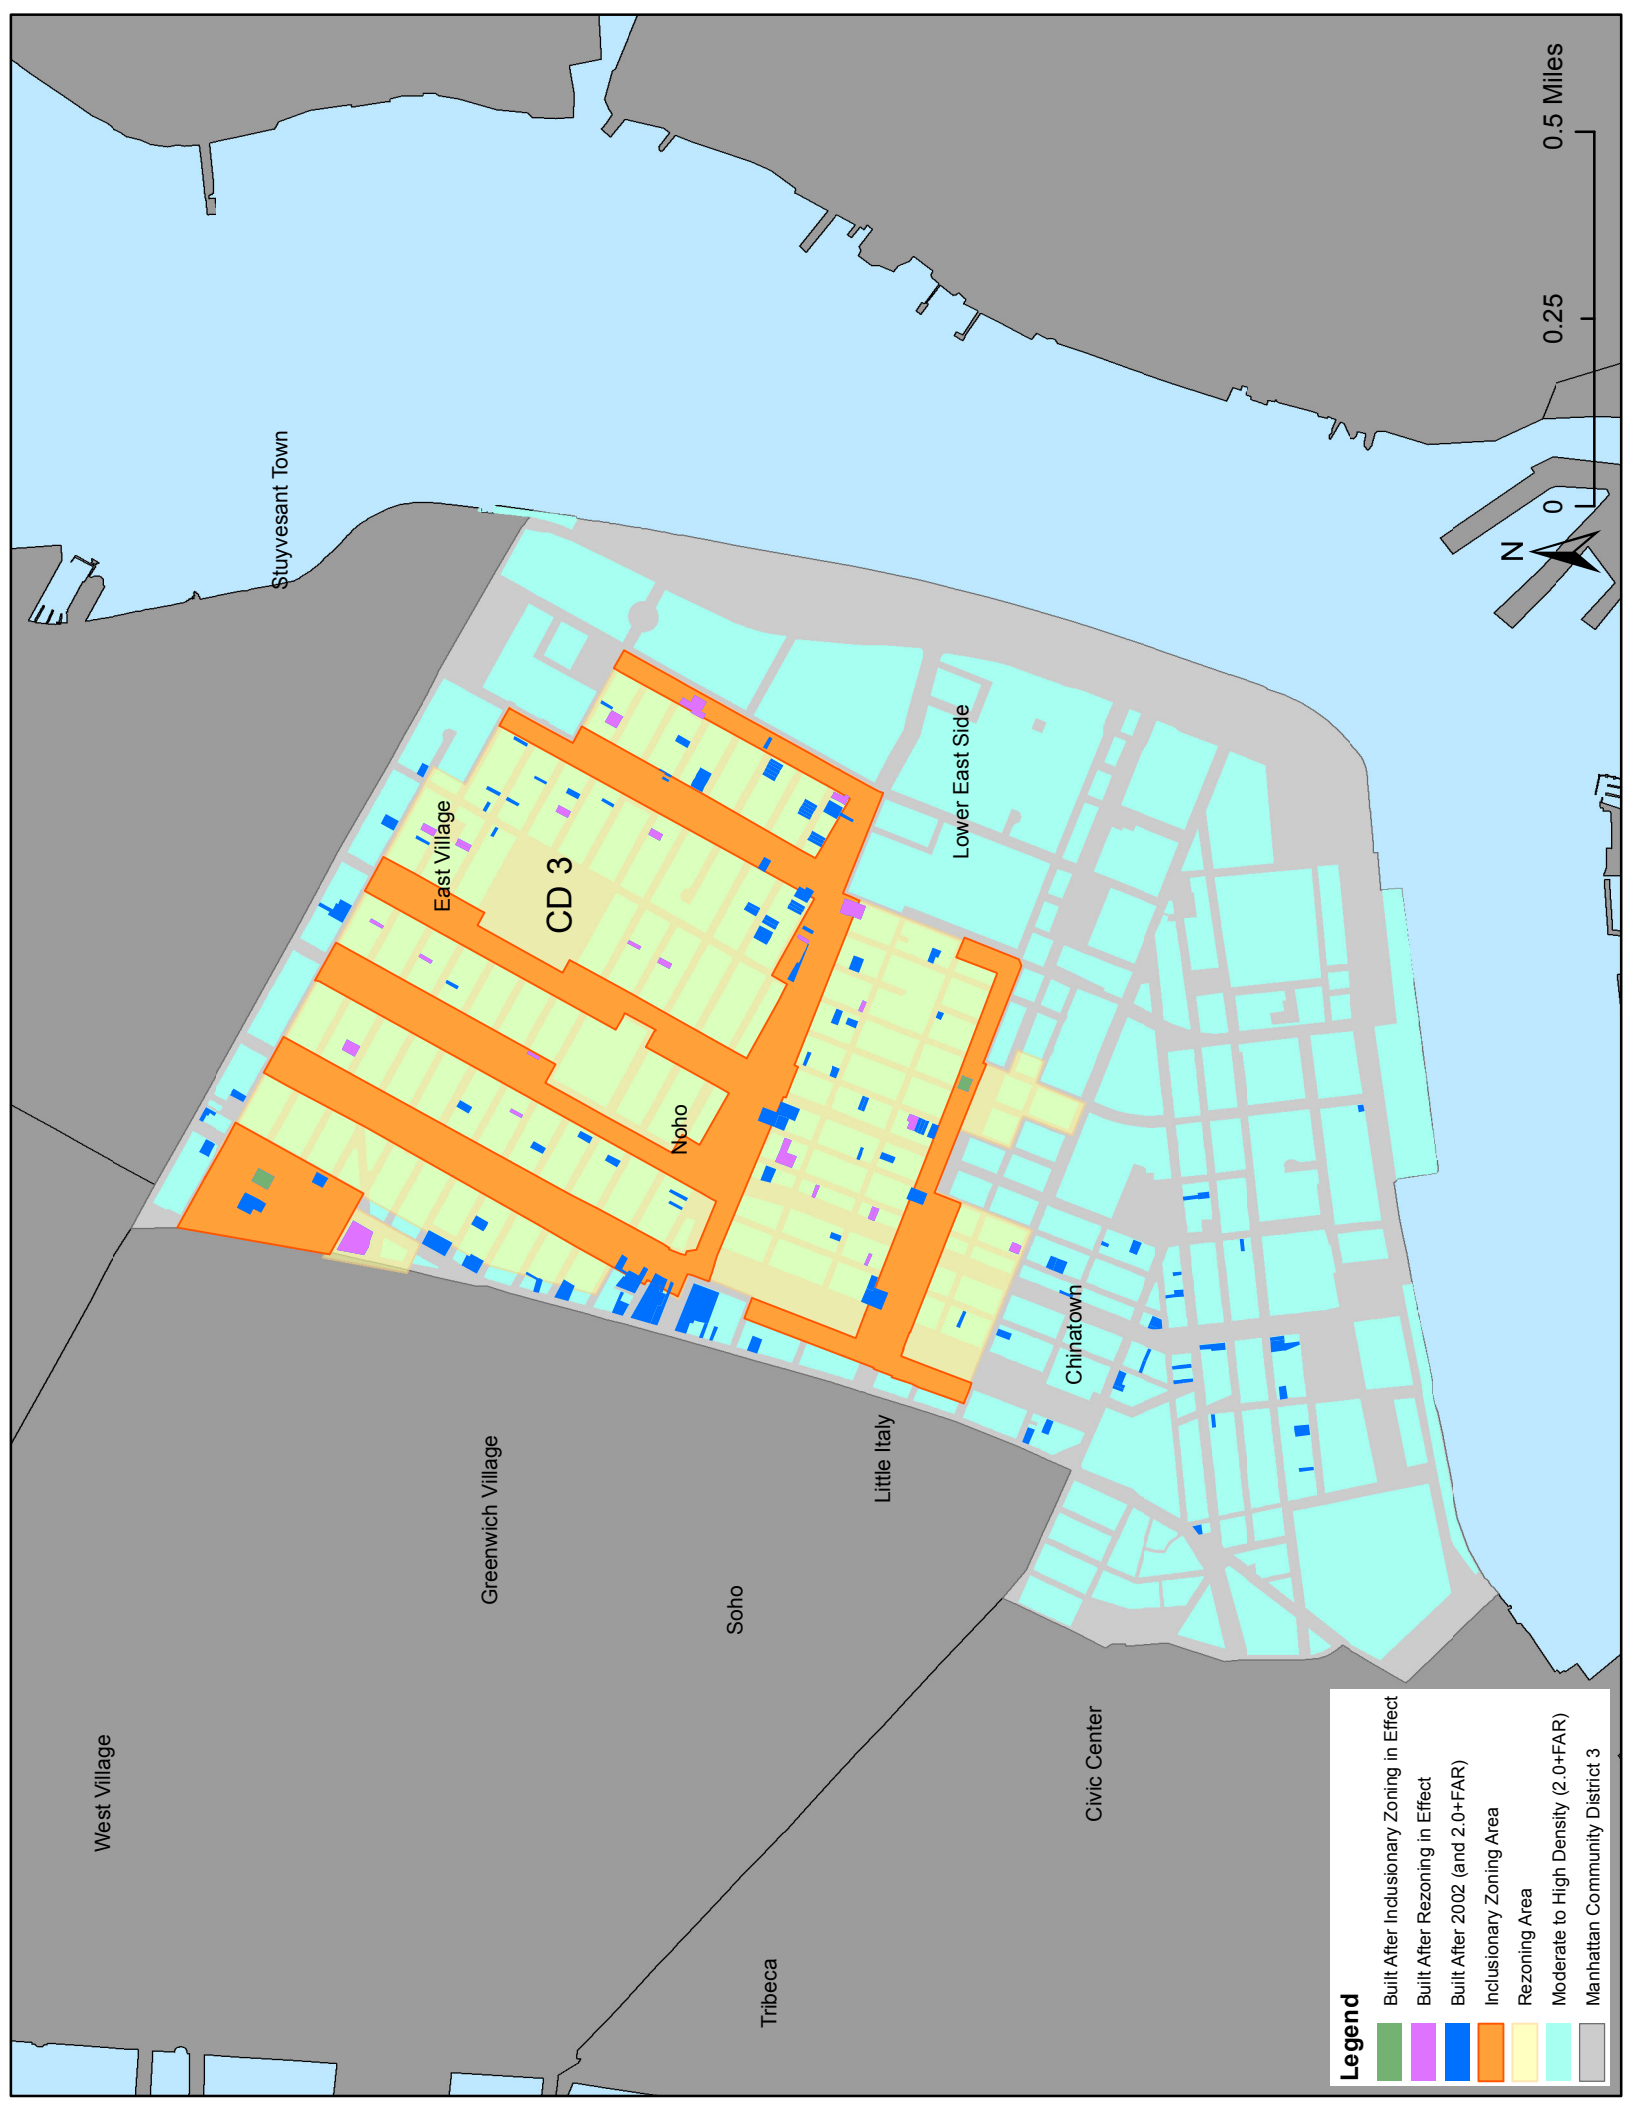 West Village
Stuyvesant Town
East Village
Greenwich Village
CD 3
Noho
Soho
Tribeca
Little Italy
Lower East Side
Chinatown
Civic Center
N
0
0.25
0.5 Miles
Legend
Built After Inclusionary Zoning in Effect
Built After Rezoning in Effect
Built After 2002 (and 2.0+FAR)
Inclusionary Zoning Area
Rezoning Area
Moderate to High Density (2.0+FAR)
Manhattan Community District 3